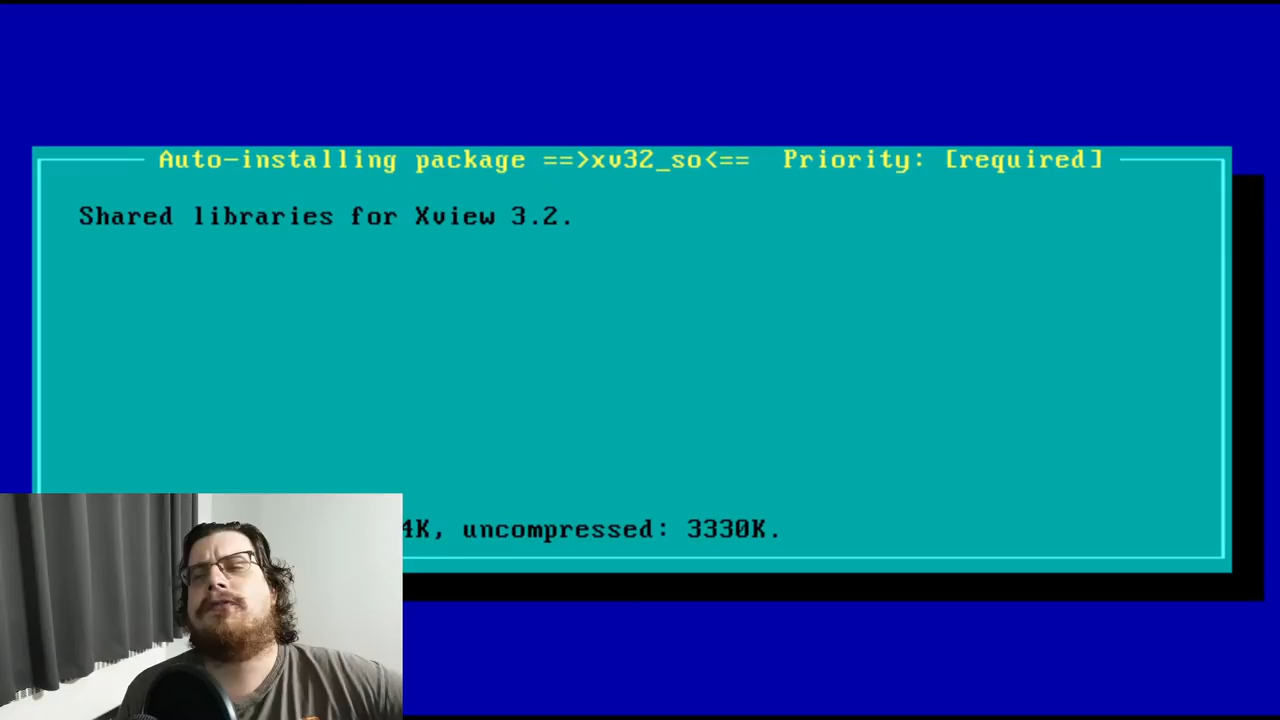 Auto-installing package ==>xv32_so<== Priority: [required]
Shared libraries for Xview 3.2.
4K, uncompressed: 3330K.